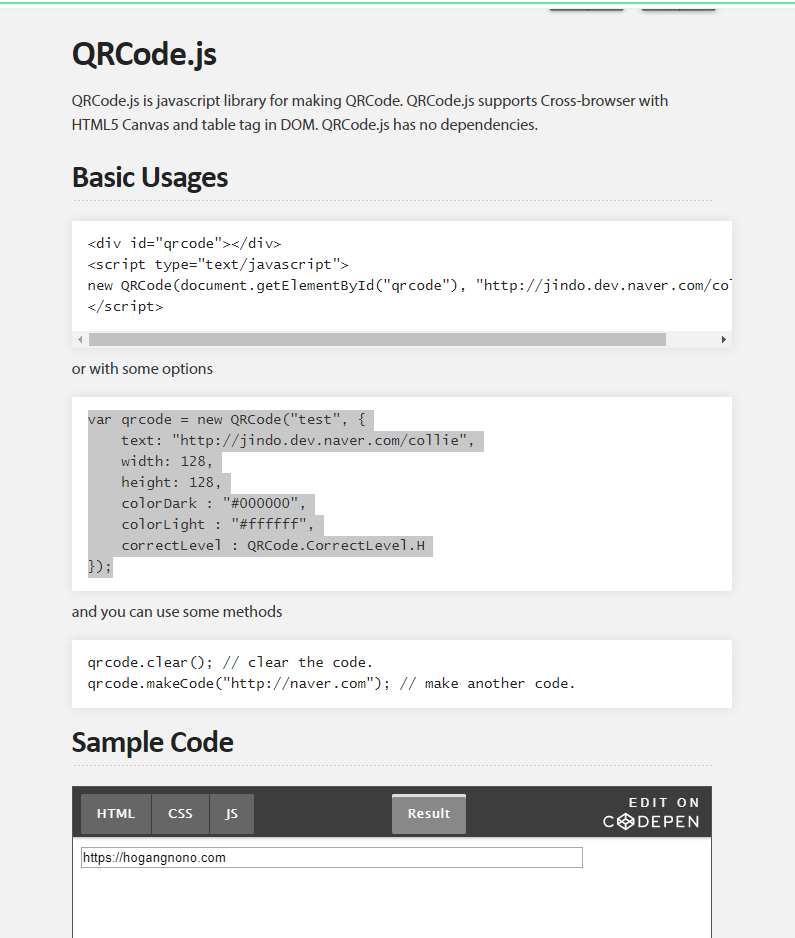 QRCode.js
QRCode.js is javascript library for making QRCode. QRCode.js supports Cross-browser with
HTML5 Canvas and table tag in DOM. QRCode.js has no dependencies.
Basic Usages
<div id="qrcode"></div>
<script type="text/javascript">
new QRCode(document.getElementById("qrcode"), "http://jindo.dev.naver.com/col
</script>
or with some options
var qrcode = new QRCode("test", {
    text: "http://jindo.dev.naver.com/collie",
    width: 128,
    height: 128,
    colorDark : "#000000",
    colorLight : "#ffffff",
    correctLevel : QRCode.CorrectLevel.H
});
and you can use some methods
qrcode.clear(); // clear the code.
qrcode.makeCode("http://naver.com"); // make another code.
Sample Code
HTML CSS JS Result EDIT ON
CODEPEN
https://hogangnono.com